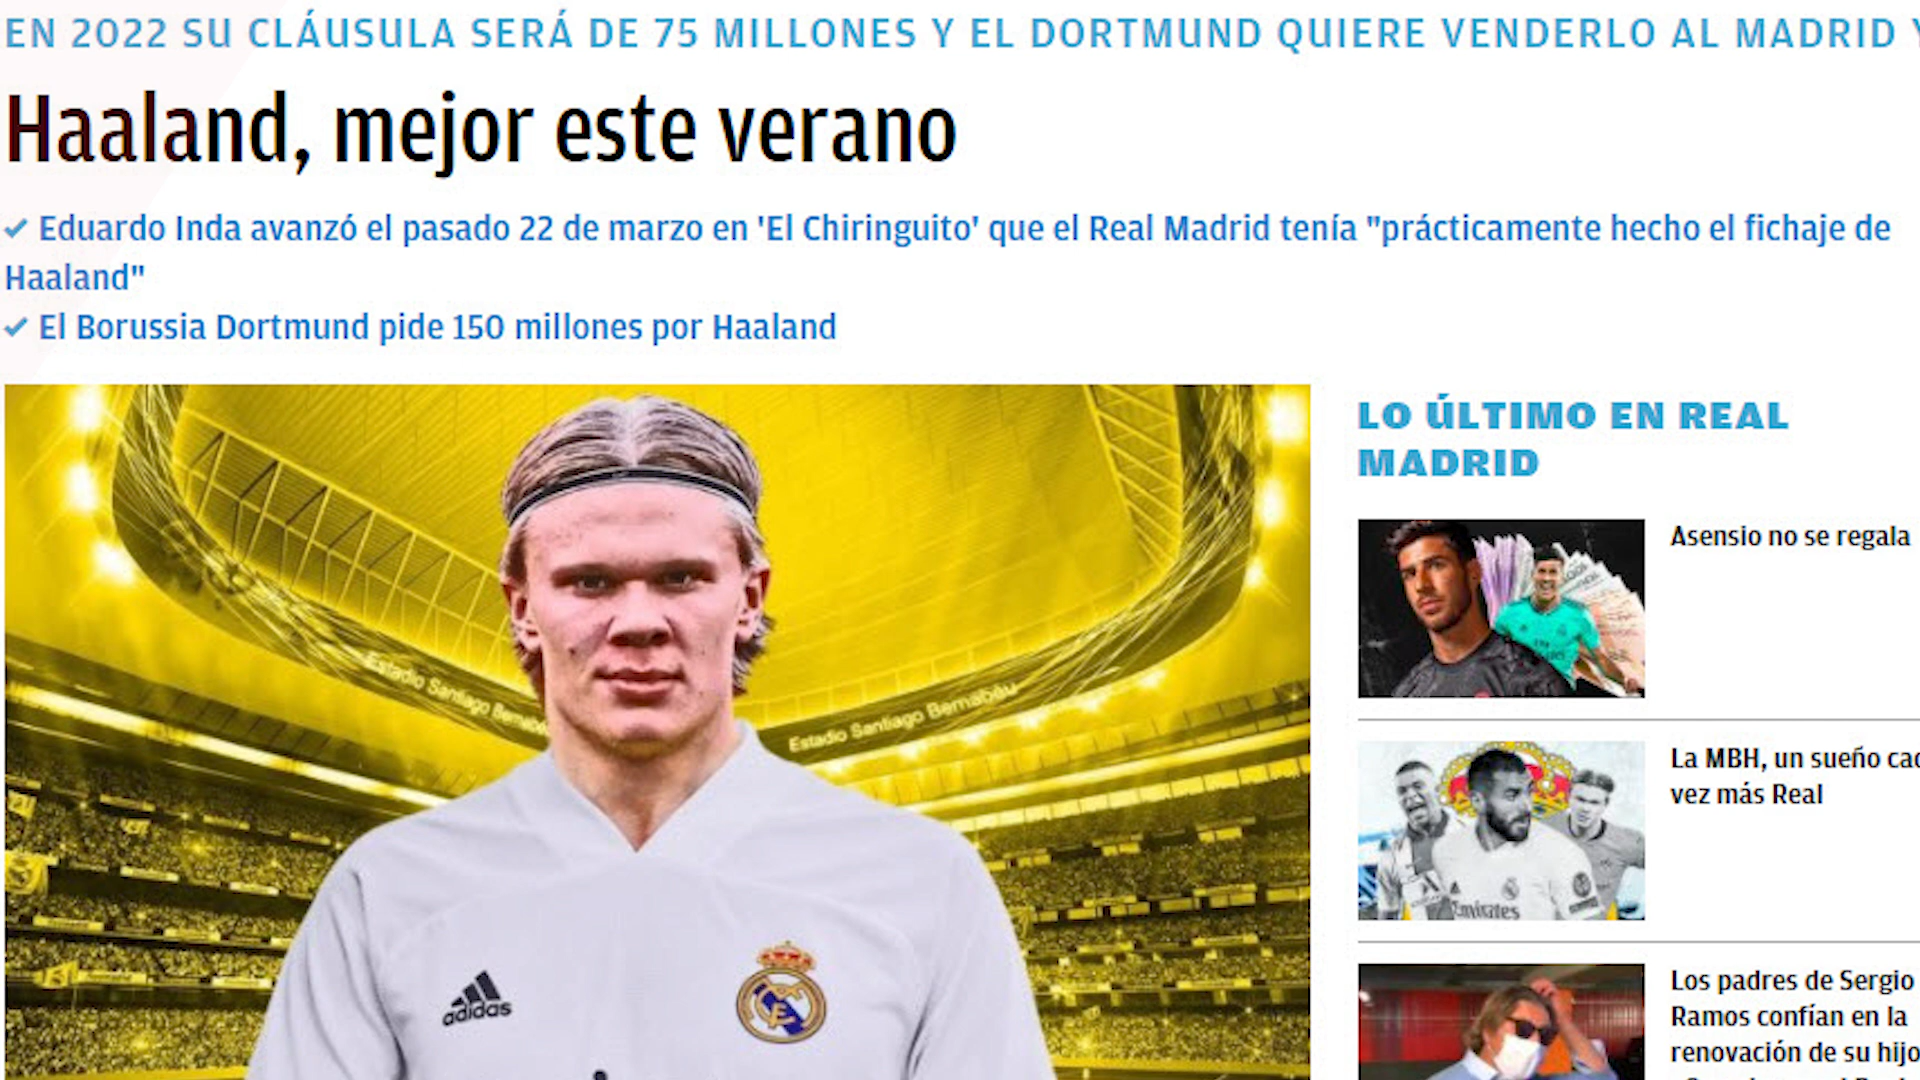 EN 2022 SU CLÁUSULA SERÁ DE 75 MILLONES Y EL DORTMUND QUIERE VENDERLO AL MADRID Y
Haaland, mejor este verano
✓ Eduardo Inda avanzó el pasado 22 de marzo en 'El Chiringuito' que el Real Madrid tenía "prácticamente hecho el fichaje de
Haaland"
✓ El Borussia Dortmund pide 150 millones por Haaland
Estadio Santiago Bernabéu
Estadio Santiago Bernabéu
adidas
LO ÚLTIMO EN REAL
MADRID
Asensio no se regala
La MBH, un sueño cad
vez más Real
Emirates
Los padres de Sergio
Ramos confían en la
renovación de su hijo